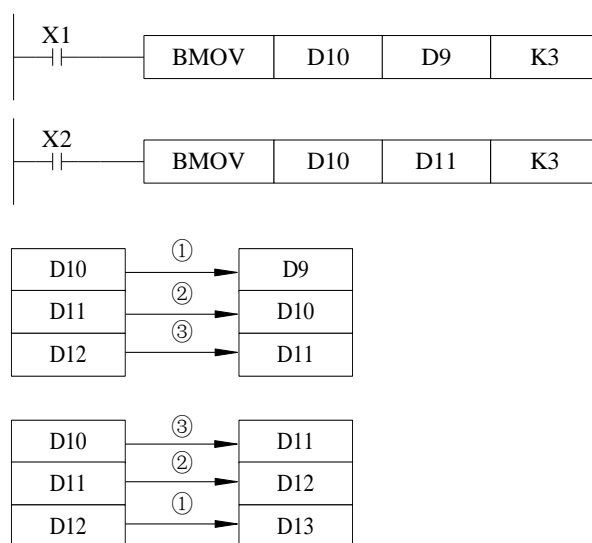 X1
BMOV D10 D9 K3
X2
BMOV D10 D11 K3
①
D10 D9
②
D11 D10
③
D12 D11
③
D10 D11
②
D11 D12
①
D12 D13